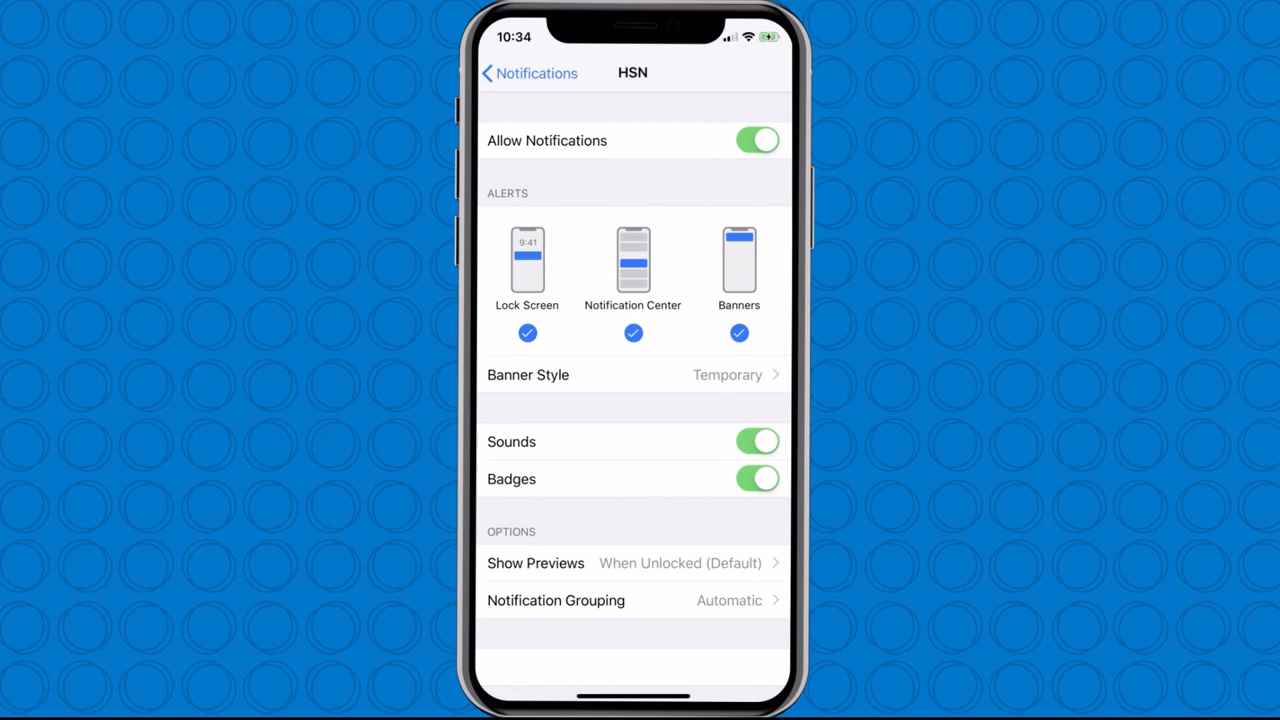 10:34
Notifications
HSN
Allow Notifications
ALERTS
9:41
Lock Screen
Notification Center
Banners
Banner Style
Temporary
Sounds
Badges
OPTIONS
Show Previews
When Unlocked (Default)
Notification Grouping
Automatic